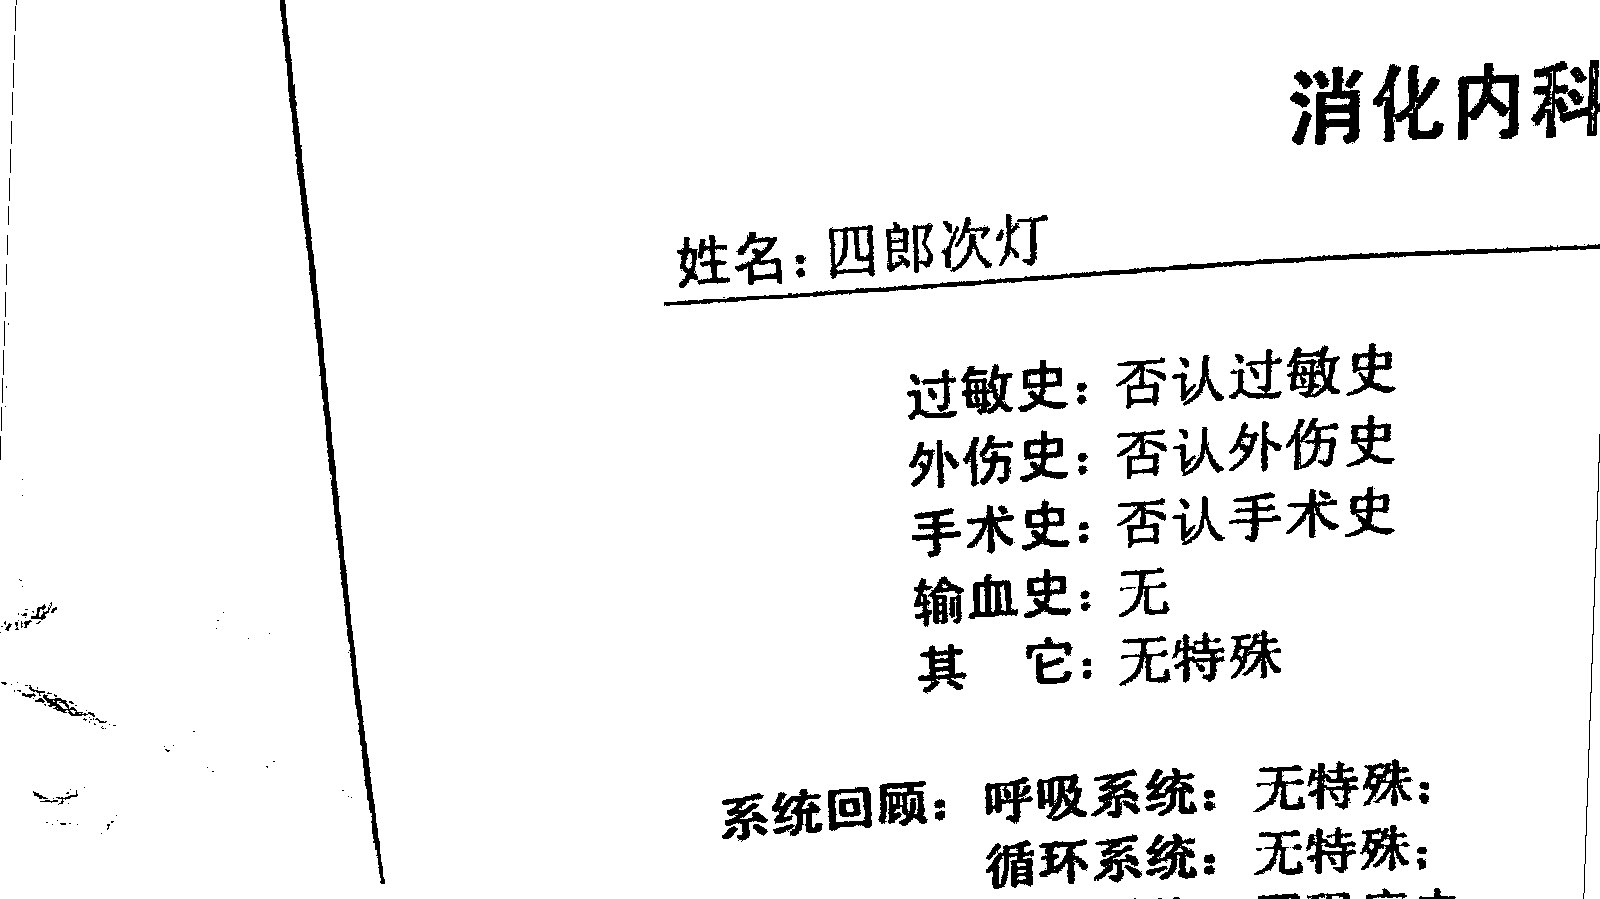 消化内科
姓名：四郎次灯
过敏史：否认过敏史
外伤史：否认外伤史
手术史：否认手术史
输血史：无
其　它：无特殊
系统回顾：呼吸系统：无特殊；
循环系统：无特殊；